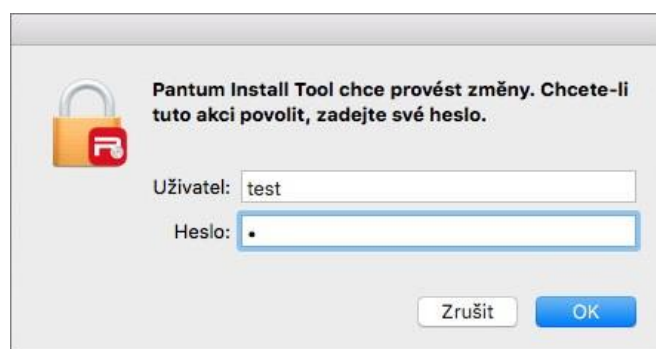 Pantum Install Tool chce provést změny. Chcete-li
tuto akci povolit, zadejte své heslo.
Uživatel: test
Heslo: •
Zrušit OK